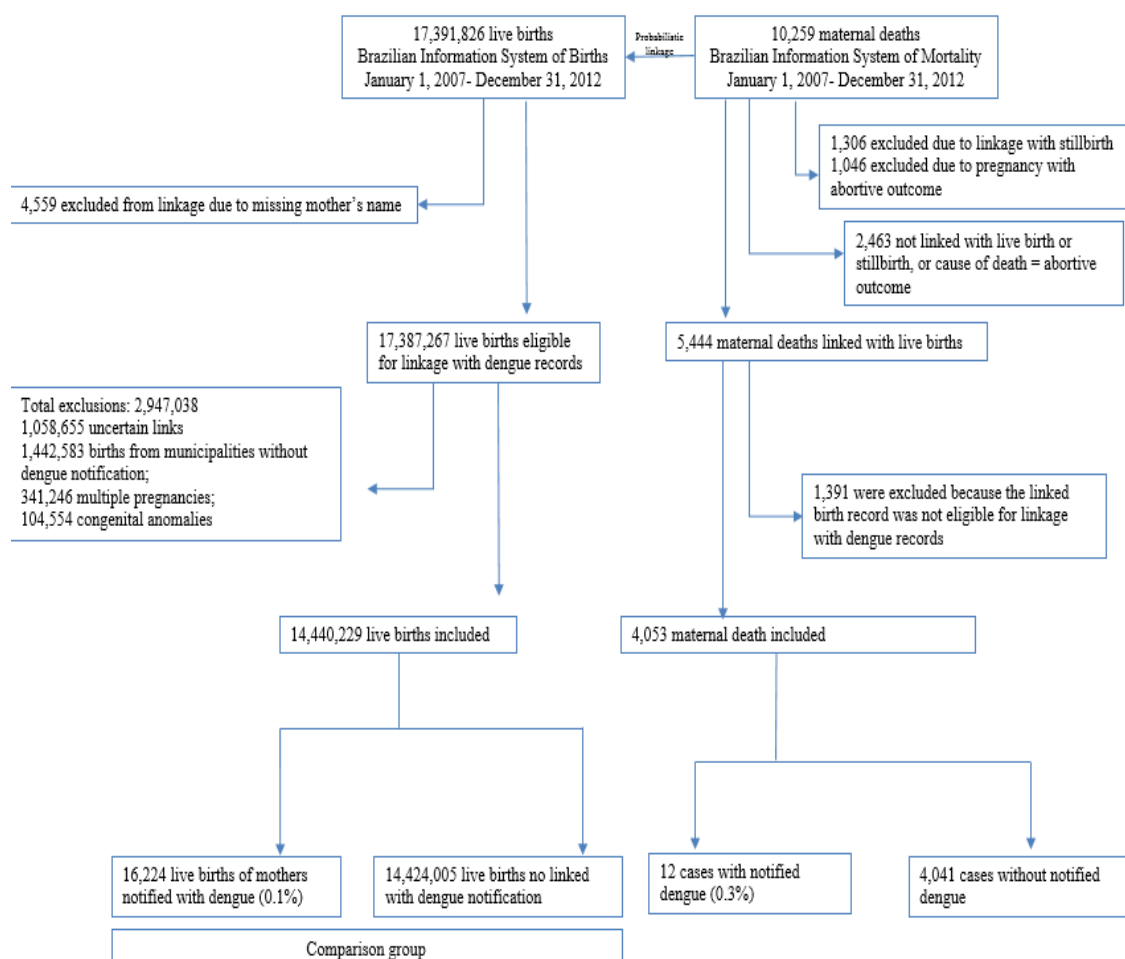 17,391,826 live births
Brazilian Information System of Births
January 1, 2007- December 31, 2012
Probabilistic
linkage
10,259 maternal deaths
Brazilian Information System of Mortality
January 1, 2007- December 31, 2012
1,306 excluded due to linkage with stillbirth
1,046 excluded due to pregnancy with
abortive outcome
4,559 excluded from linkage due to missing mother’s name
2,463 not linked with live birth or
stillbirth, or cause of death = abortive
outcome
17,387,267 live births eligible
for linkage with dengue records
5,444 maternal deaths linked with live births
Total exclusions: 2,947,038
1,058,655 uncertain links
1,442,583 births from municipalities without
dengue notification;
341,246 multiple pregnancies;
104,554 congenital anomalies
1,391 were excluded because the linked
birth record was not eligible for linkage
with dengue records
14,440,229 live births included
4,053 maternal death included
16,224 live births of mothers
notified with dengue (0.1%)
14,424,005 live births no linked
with dengue notification
12 cases with notified
dengue (0.3%)
4,041 cases without notified
dengue
Comparison group